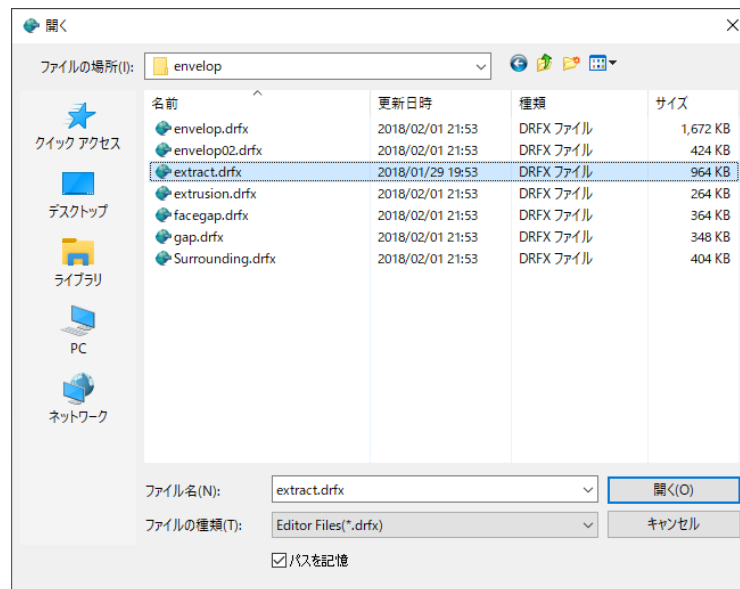 開く
ファイルの場所(I): envelop
名前 更新日時 種類 サイズ
envelop.drfx 2018/02/01 21:53 DRFX ファイル 1,672 KB
envelop02.drfx 2018/02/01 21:53 DRFX ファイル 424 KB
extract.drfx 2018/01/29 19:53 DRFX ファイル 964 KB
extrusion.drfx 2018/02/01 21:53 DRFX ファイル 264 KB
facegap.drfx 2018/02/01 21:53 DRFX ファイル 364 KB
gap.drfx 2018/02/01 21:53 DRFX ファイル 348 KB
Surrounding.drfx 2018/02/01 21:53 DRFX ファイル 404 KB
クイック アクセス
デスクトップ
ライブラリ
PC
ネットワーク
ファイル名(N): extract.drfx 開く(O)
ファイルの種類(T): Editor Files(*.drfx) キャンセル
パスを記憶